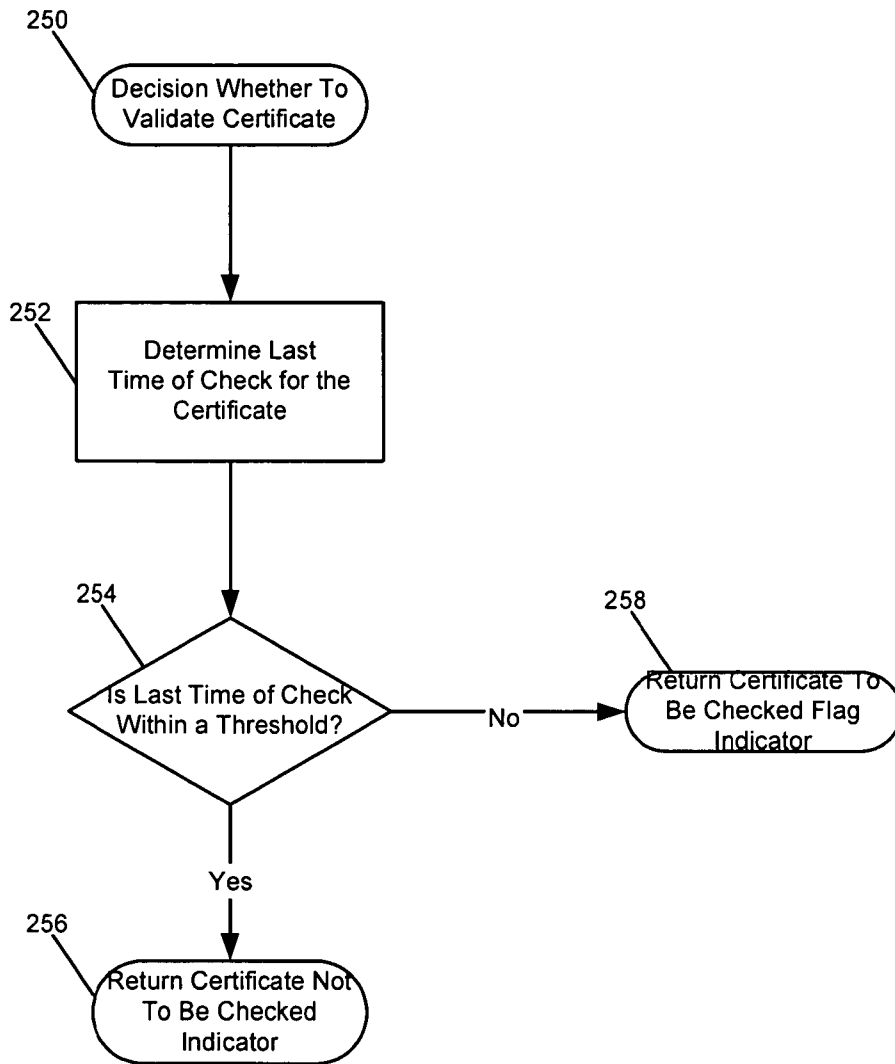 250
Decision Whether To
Validate Certificate
252
Determine Last
Time of Check for the
Certificate
254
Is Last Time of Check
Within a Threshold?
No
258
Return Certificate To
Be Checked Flag
Indicator
Yes
256
Return Certificate Not
To Be Checked
Indicator